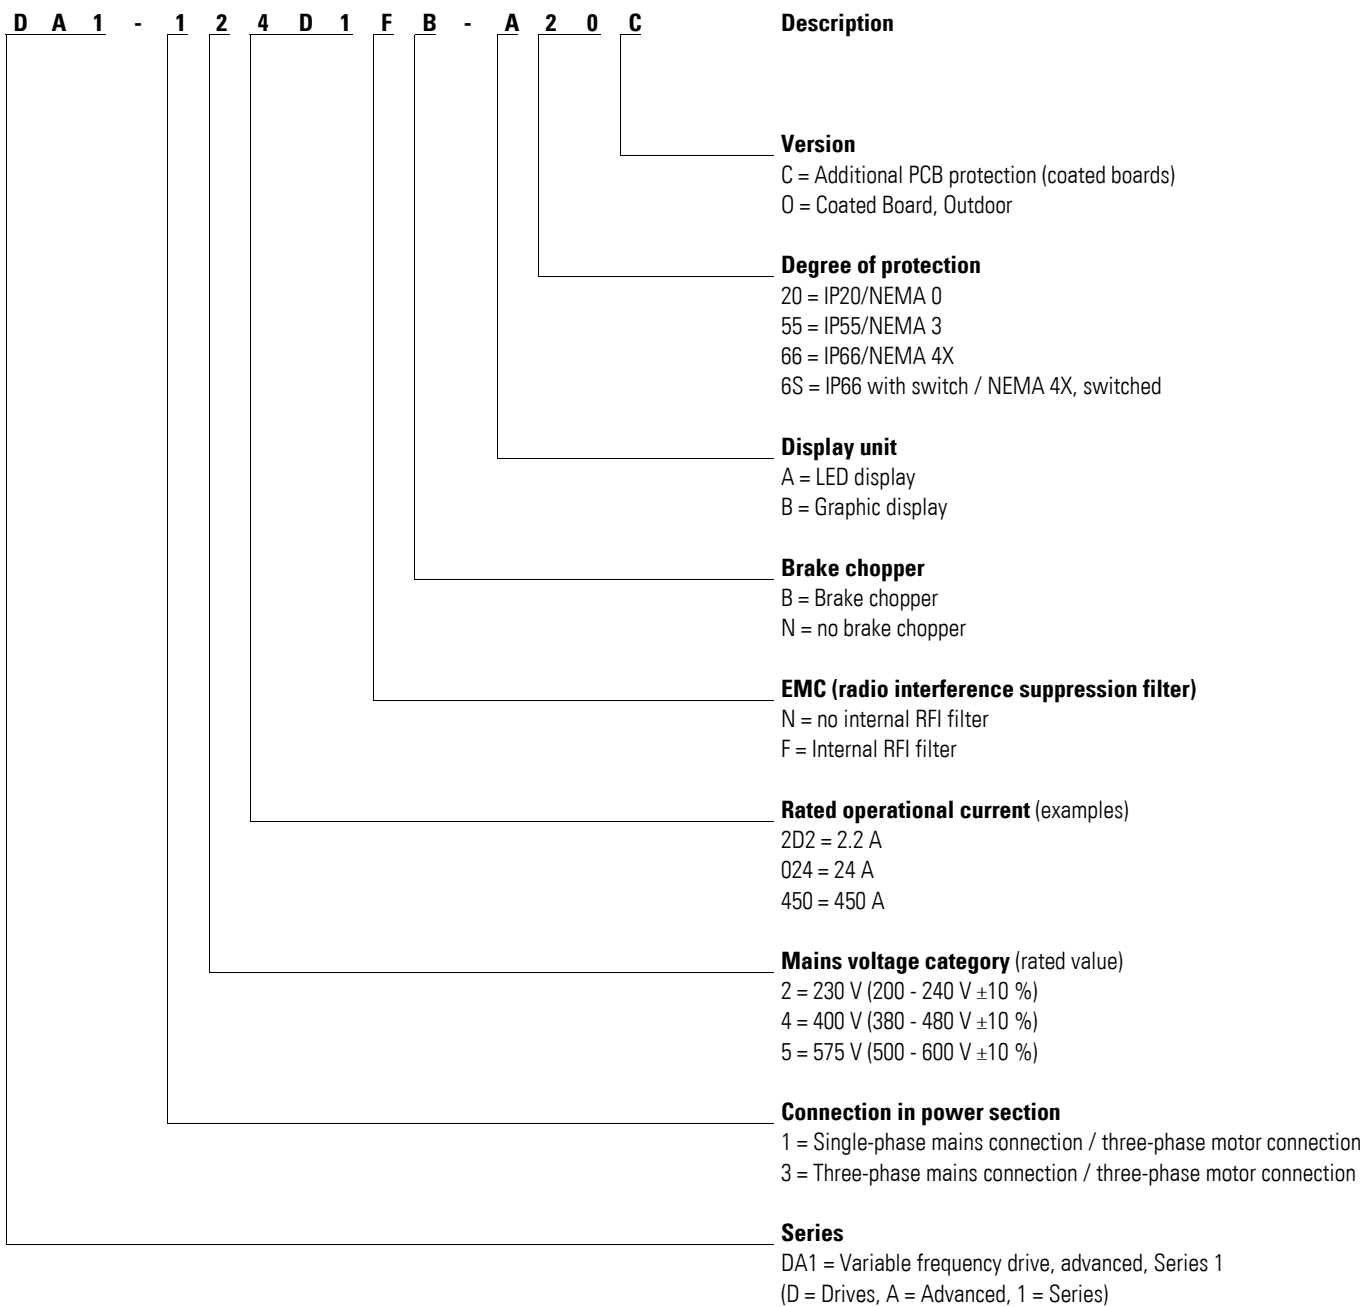 D A 1 - 1 2 4 D 1 F B - A 2 0 C Description
Version
C = Additional PCB protection (coated boards)
O = Coated Board, Outdoor
Degree of protection
20 = IP20/NEMA 0
55 = IP55/NEMA 3
66 = IP66/NEMA 4X
6S = IP66 with switch / NEMA 4X, switched
Display unit
A = LED display
B = Graphic display
Brake chopper
B = Brake chopper
N = no brake chopper
EMC (radio interference suppression filter)
N = no internal RFI filter
F = Internal RFI filter
Rated operational current (examples)
2D2 = 2.2 A
024 = 24 A
450 = 450 A
Mains voltage category (rated value)
2 = 230 V (200 - 240 V ±10 %)
4 = 400 V (380 - 480 V ±10 %)
5 = 575 V (500 - 600 V ±10 %)
Connection in power section
1 = Single-phase mains connection / three-phase motor connection
3 = Three-phase mains connection / three-phase motor connection
Series
DA1 = Variable frequency drive, advanced, Series 1
(D = Drives, A = Advanced, 1 = Series)